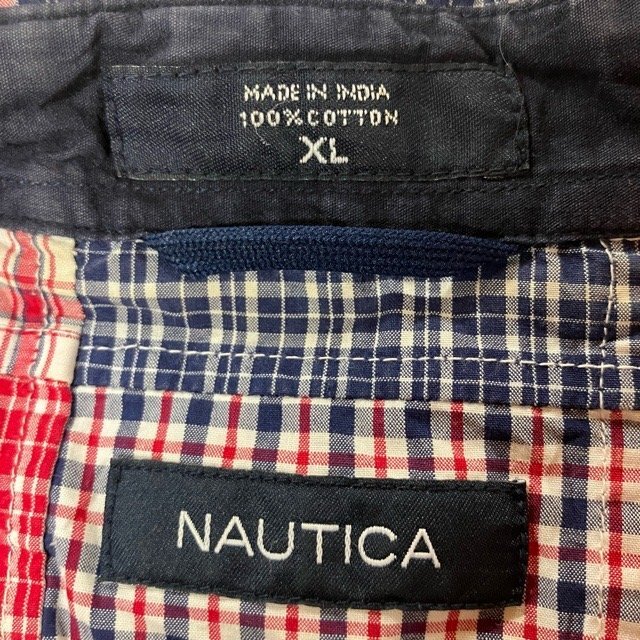 MADE IN INDIA
100% COTTON
XL
NAUTICA